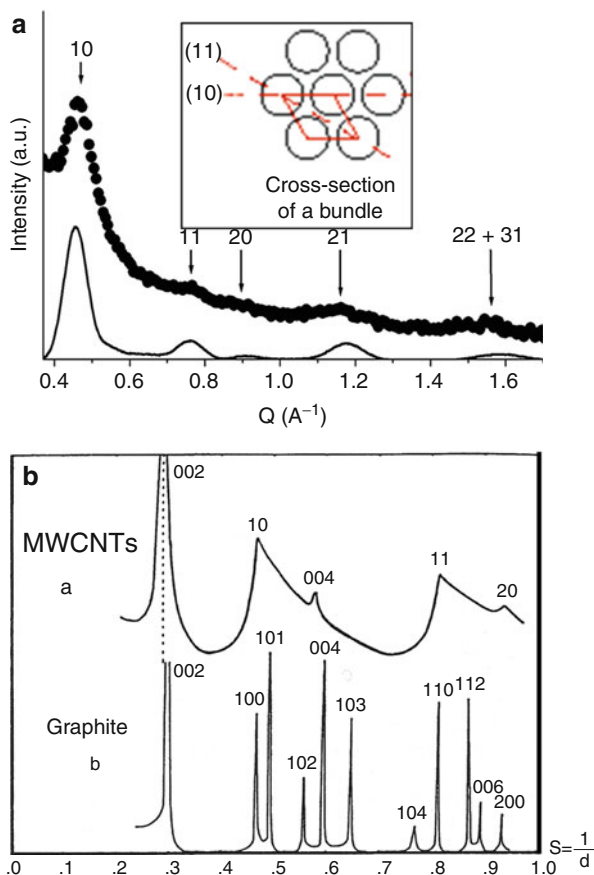 a
10
(11)
(10)
Cross-section
of a bundle
11 20 21 22 + 31
Intensity (a.u.)
0.4 0.6 0.8 1.0 1.2 1.4 1.6
Q (A⁻¹)
b
002
MWCNTs
a
10
004
11
20
002
Graphite
b
100
101
102
004
103
104
110
112
006
200
.0 .1 .2 .3 .4 .5 .6 .7 .8 .9 1.0
S=1/d